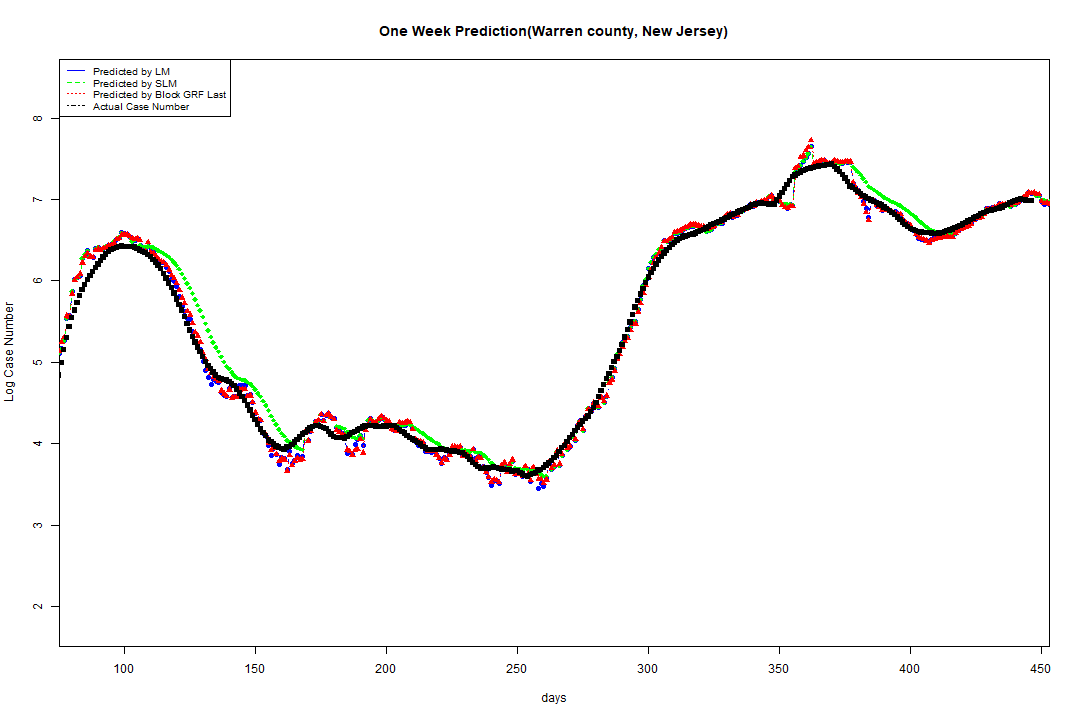 One Week Prediction(Warren county, New Jersey)
Predicted by LM
Predicted by SLM
Predicted by Block GRF Last
Actual Case Number
Log Case Number
8
7
6
5
4
3
2
100 150 200 250 300 350 400 450
days